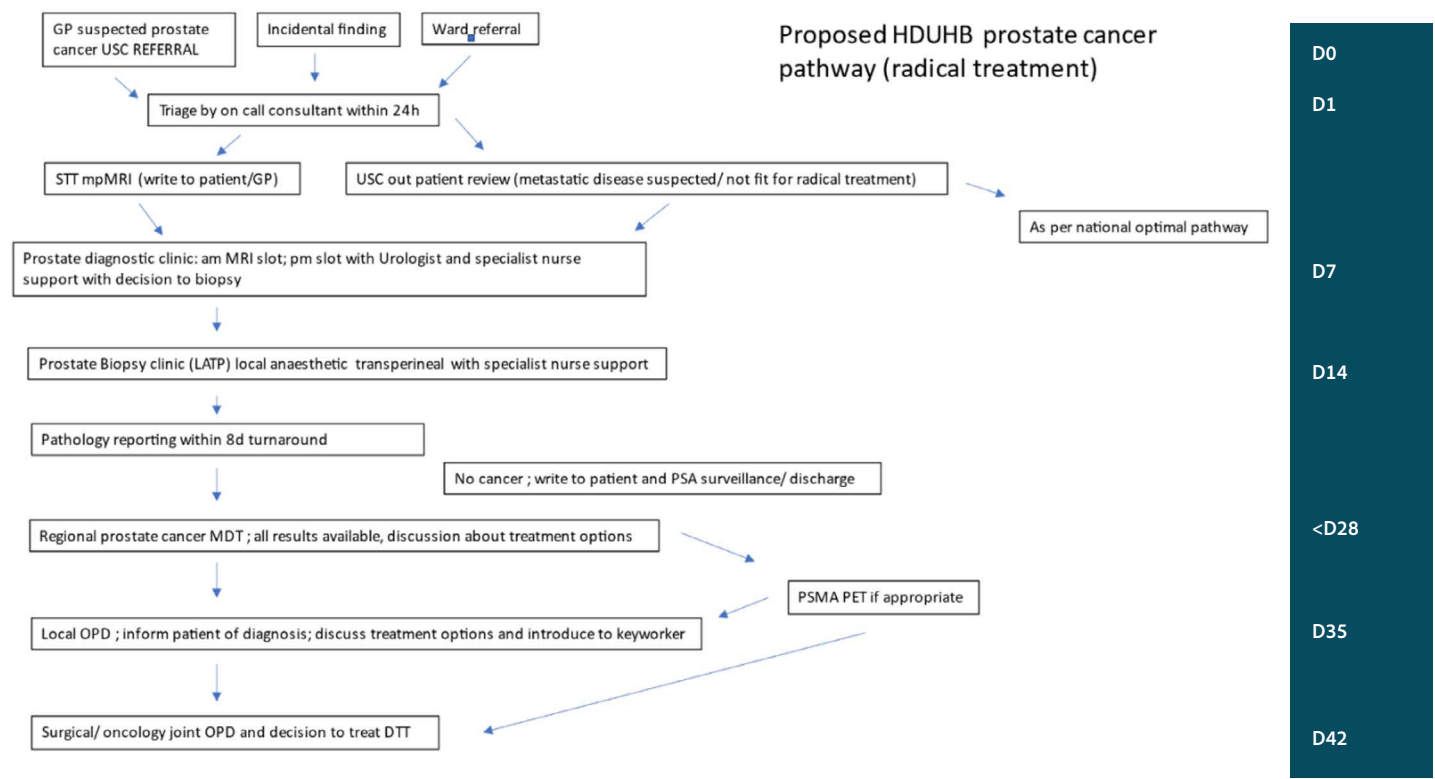 GP suspected prostate
cancer USC REFERRAL
Incidental finding
Ward referral
Proposed HDUHB prostate cancer
pathway (radical treatment)
D0
Triage by on call consultant within 24h
D1
STT mpMRI (write to patient/GP)
USC out patient review (metastatic disease suspected/ not fit for radical treatment)
As per national optimal pathway
Prostate diagnostic clinic: am MRI slot; pm slot with Urologist and specialist nurse
support with decision to biopsy
D7
Prostate Biopsy clinic (LATP) local anaesthetic transperineal with specialist nurse support
D14
Pathology reporting within 8d turnaround
No cancer ; write to patient and PSA surveillance/ discharge
Regional prostate cancer MDT ; all results available, discussion about treatment options
<D28
PSMA PET if appropriate
Local OPD ; inform patient of diagnosis; discuss treatment options and introduce to keyworker
D35
Surgical/ oncology joint OPD and decision to treat DTT
D42